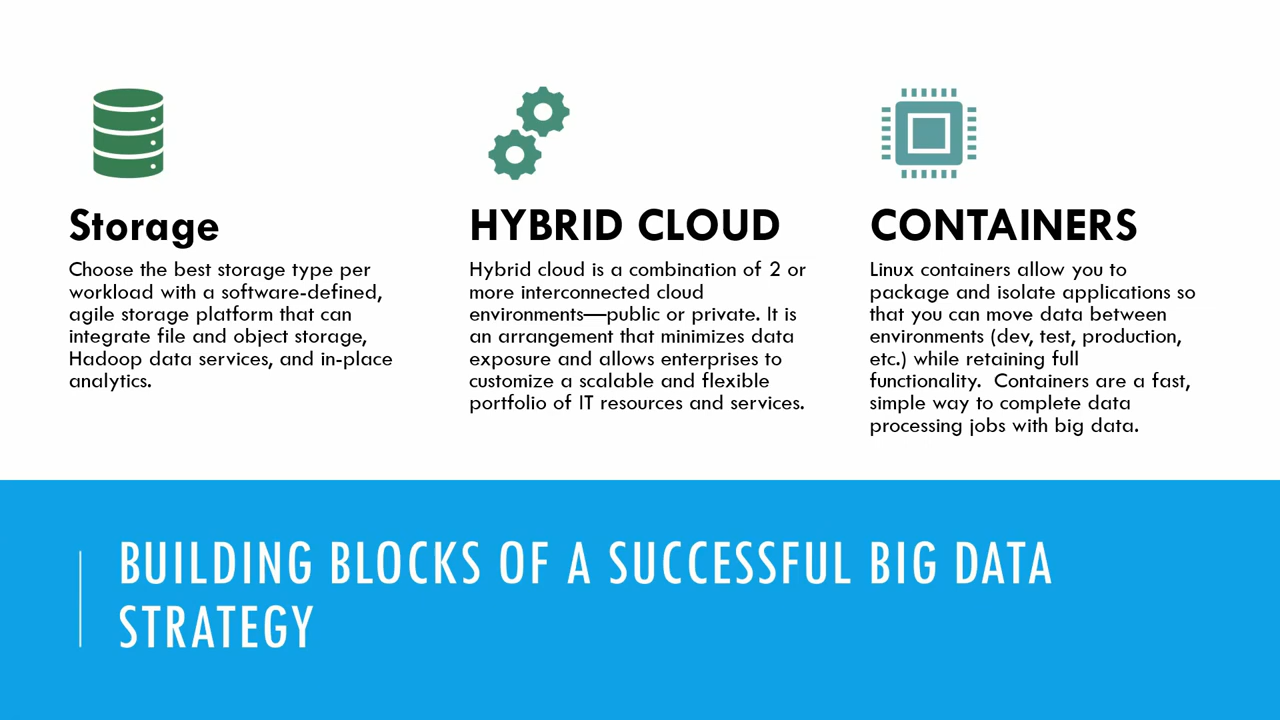 Storage
Choose the best storage type per
workload with a software-defined,
agile storage platform that can
integrate file and object storage,
Hadoop data services, and in-place
analytics.
HYBRID CLOUD
Hybrid cloud is a combination of 2 or
more interconnected cloud
environments—public or private. It is
an arrangement that minimizes data
exposure and allows enterprises to
customize a scalable and flexible
portfolio of IT resources and services.
CONTAINERS
Linux containers allow you to
package and isolate applications so
that you can move data between
environments (dev, test, production,
etc.) while retaining full
functionality.  Containers are a fast,
simple way to complete data
processing jobs with big data.
BUILDING BLOCKS OF A SUCCESSFUL BIG DATA
STRATEGY